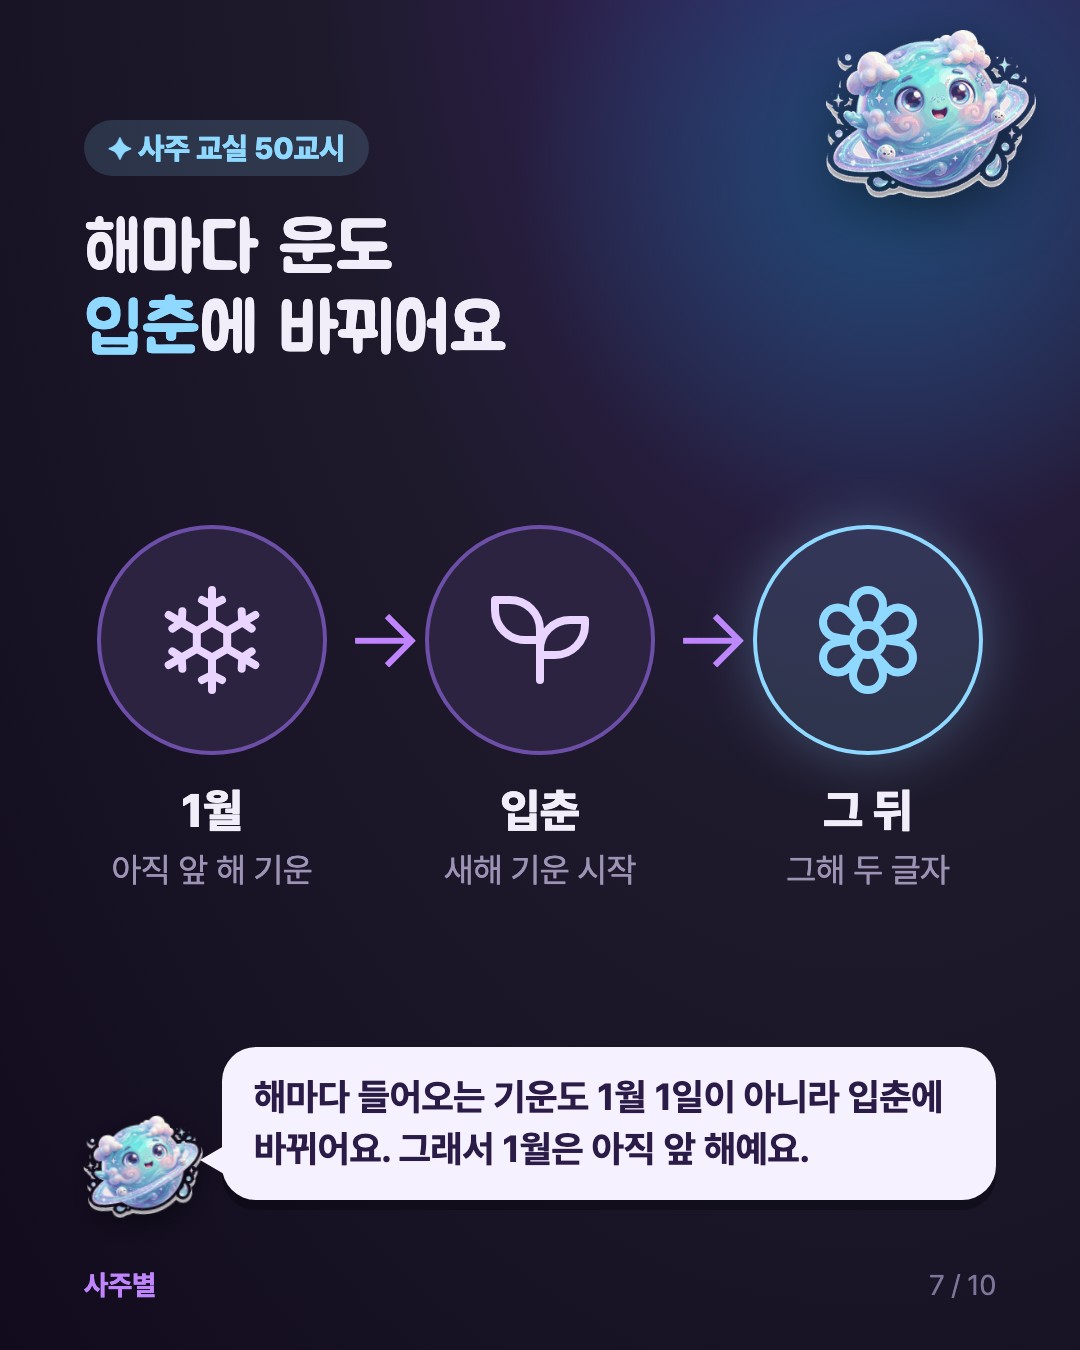 사주 교실 50교시
해마다 운도
입춘에 바뀌어요
1월
아직 앞 해 기운
입춘
새해 기운 시작
그 뒤
그해 두 글자
해마다 들어오는 기운도 1월 1일이 아니라 입춘에
바뀌어요. 그래서 1월은 아직 앞 해예요.
사주별
7 / 10